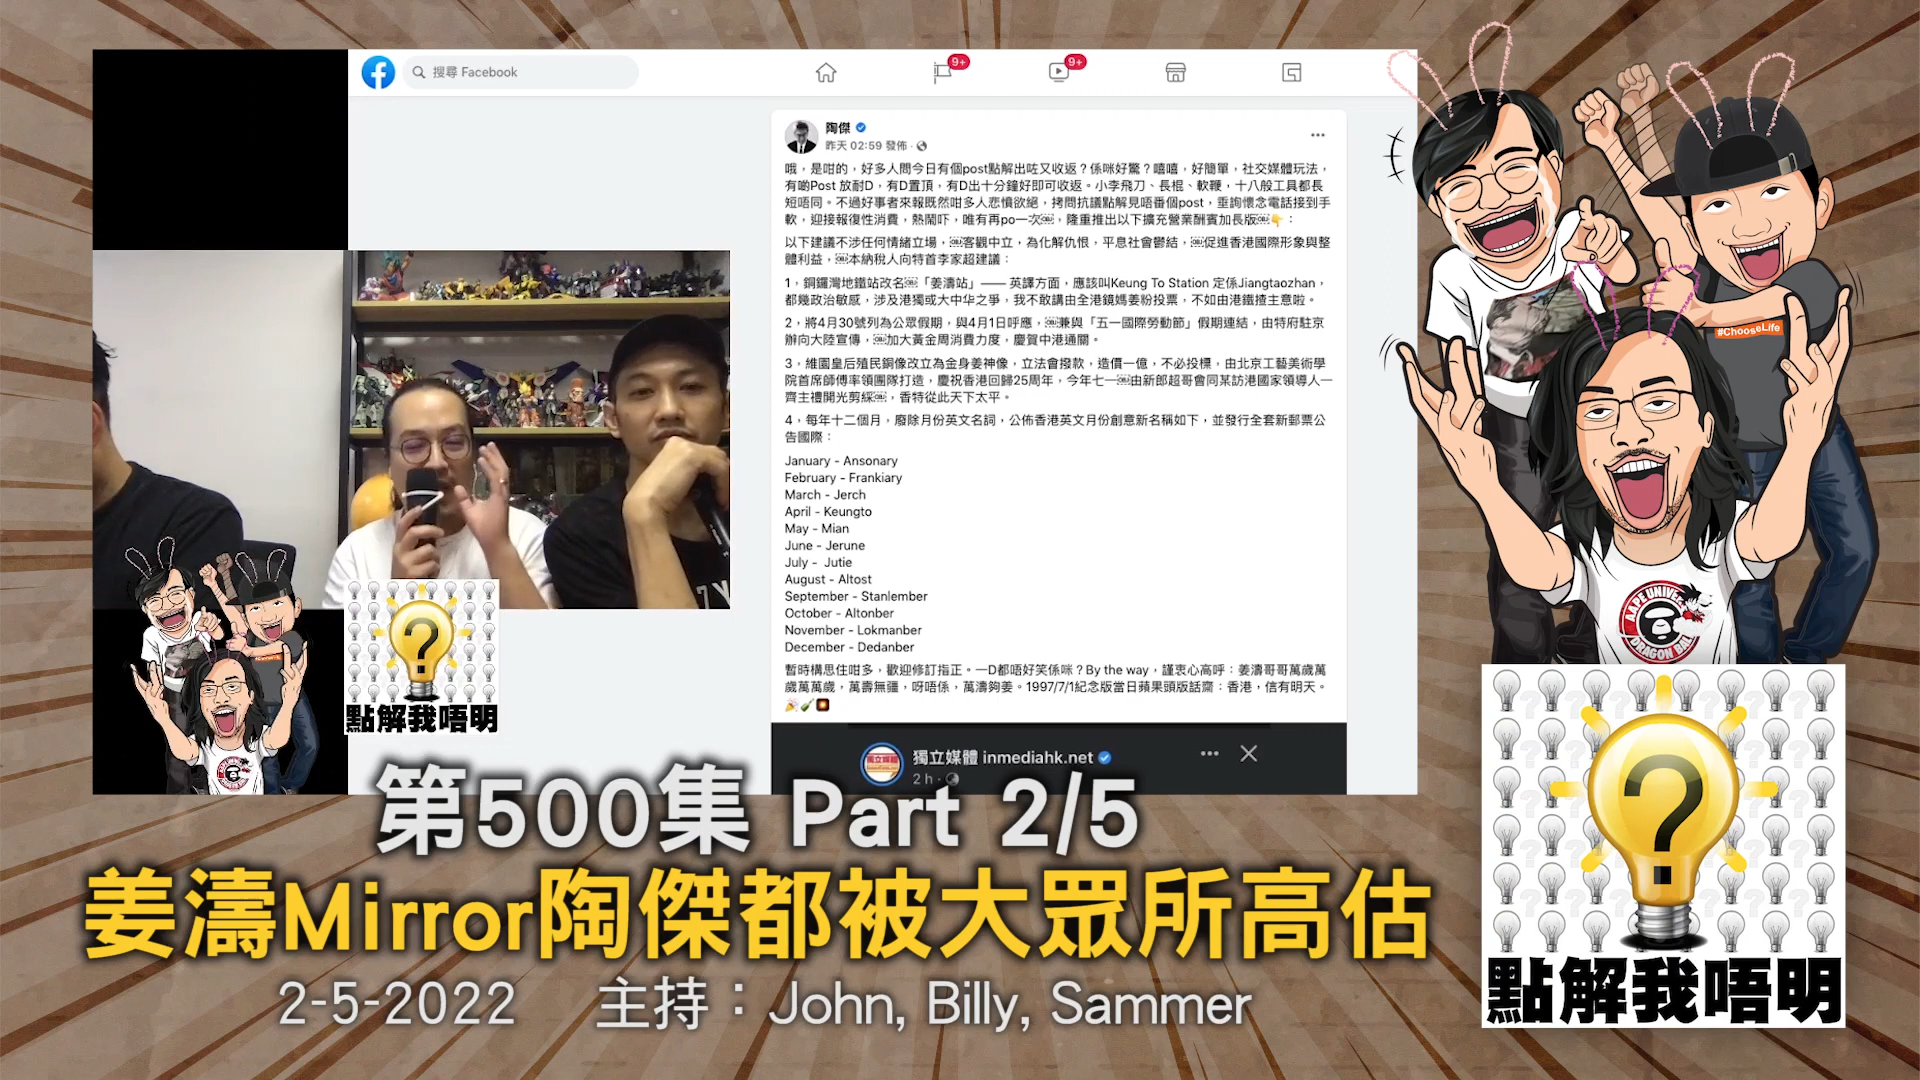 搜尋 Facebook
9+
9+
陶傑
昨天 02:59 發佈 ·
哦，是咁的，好多人問今日有個post點解出咗又收返？係咪好驚？嘻嘻，好簡單，社交媒體玩法，
有啲Post 放耐D，有D置頂，有D出十分鐘好即可收返。小李飛刀、長棍、軟鞭，十八般工具都長
短唔同。不過好事者來報既然咁多人悲憤欲絕，拷問抗議點解見唔番個post，垂詢懷念電話接到手
軟，迎接報復性消費，熱鬧吓，唯有再po一次，隆重推出以下擴充營業酬賓加長版👇：
以下建議不涉任何情緒立場，客觀中立，為化解仇恨，平息社會鬱結，促進香港國際形象與整
體利益，本納稅人向特首李家超建議：
1，銅鑼灣地鐵站改名「姜濤站」—— 英譯方面，應該叫Keung To Station 定係Jiangtaozhan，
都幾政治敏感，涉及港獨或大中华之爭，我不敢講由全港鏡媽姜粉投票，不如由港鐵揸主意啦。
2，將4月30號列為公眾假期，與4月1日呼應，兼與「五一國際勞動節」假期連結，由特府駐京
辦向大陸宣傳，加大黃金周消費力度，慶賀中港通關。
3，維園皇后殖民銅像改立為金身姜神像，立法會撥款，造價一億，不必投標，由北京工藝美術學
院首席師傅率領團隊打造，慶祝香港回歸25周年，今年七一由新郎超哥會同某訪港國家領導人一
齊主禮開光剪綵，香特從此天下太平。
4，每年十二個月，廢除月份英文名詞，公佈香港英文月份創意新名稱如下，並發行全套新郵票公
告國際：
January - Ansonary
February - Frankiary
March - Jerch
April - Keungto
May - Mian
June - Jerune
July - Jutie
August - Altost
September - Stanlember
October - Altonber
November - Lokmanber
December - Dedanber
暫時構思住咁多，歡迎修訂指正。一D都唔好笑係咪？By the way，謹衷心高呼：姜濤哥哥萬歲萬
歲萬萬歲，萬壽無疆，呀唔係，萬濤夠姜。1997/7/1紀念版當日蘋果頭版話齋：香港，信有明天。
🎉🍾🎇
獨立媒體 inmediahk.net
2 h ·
#ChooseLife
AAPE UNIVERSE
DRAGON BALL
點解我唔明
點解我唔明
第500集 Part 2/5
姜濤Mirror陶傑都被大眾所高估
2-5-2022 主持：John, Billy, Sammer